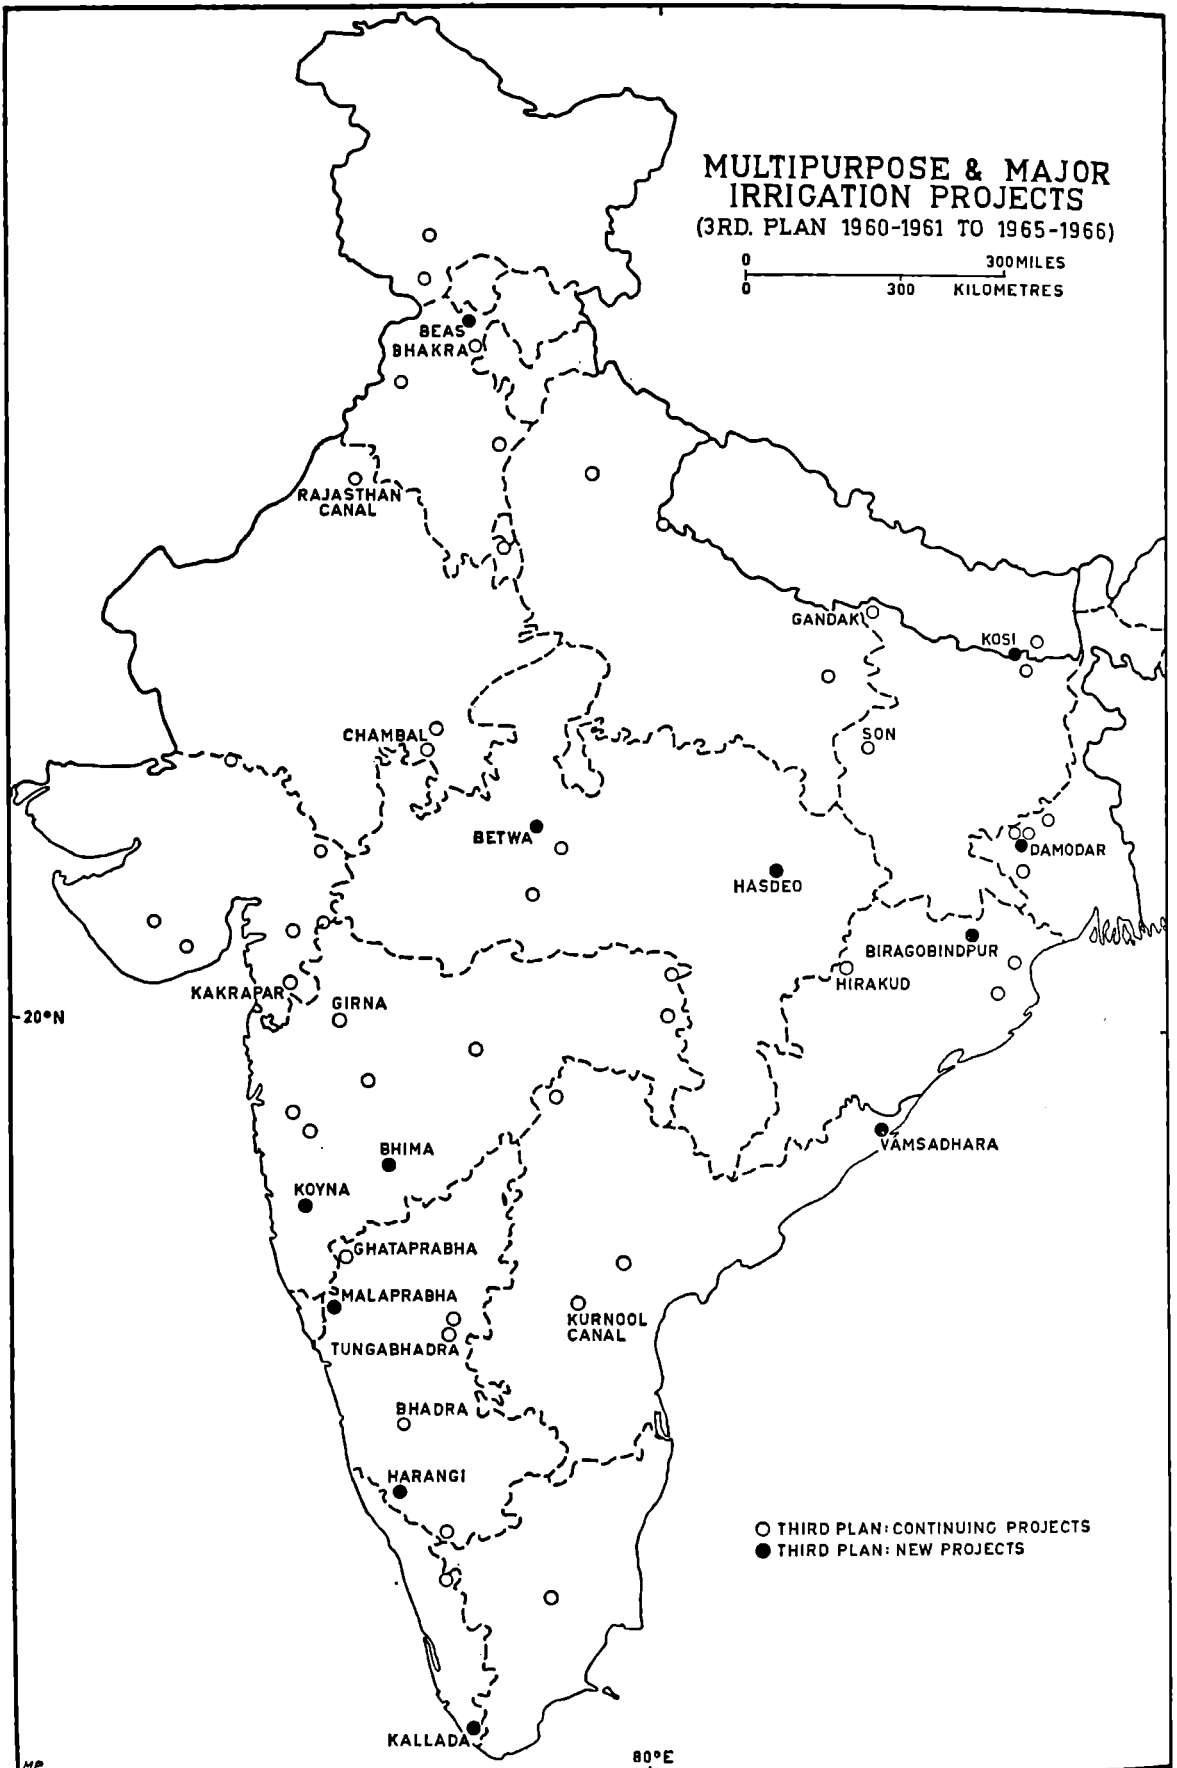 MULTIPURPOSE & MAJOR
IRRIGATION PROJECTS
(3RD. PLAN 1960-1961 TO 1965-1966)
0 300 MILES
0 300 KILOMETRES
BEAS
BHAKRA
RAJASTHAN
CANAL
GANDAK
KOSI
CHAMBAL
SON
BETWA
DAMODAR
HASDEO
BIRAGOBINDPUR
HIRAKUD
KAKRAPAR
GIRNA
20°N
BHIMA
VAMSADHARA
KOYNA
GHATAPRABHA
MALAPRABHA
KURNOOL
CANAL
TUNGABHADRA
BHADRA
HARANGI
THIRD PLAN: CONTINUING PROJECTS
THIRD PLAN: NEW PROJECTS
KALLADA
80°E
MP